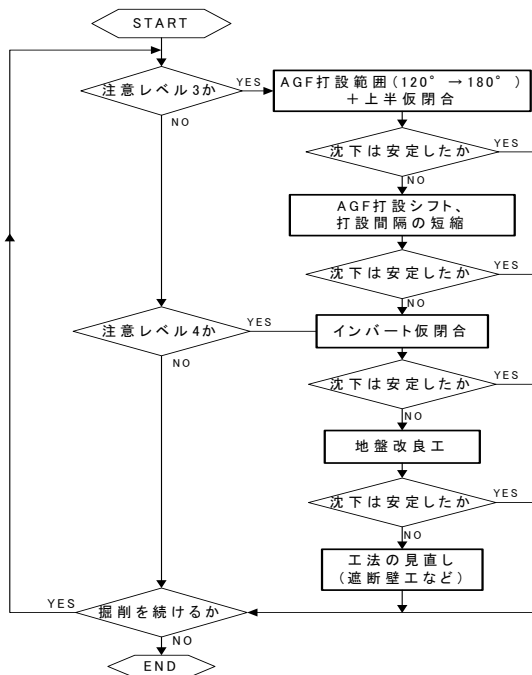 START
注意レベル3か
YES
AGF打設範囲(120°→180°)
＋上半仮閉合
NO
沈下は安定したか
YES
NO
AGF打設シフト、
打設間隔の短縮
沈下は安定したか
YES
NO
注意レベル4か
YES
インバート仮閉合
NO
沈下は安定したか
YES
NO
地盤改良工
沈下は安定したか
YES
NO
工法の見直し
(遮断壁工など)
YES
掘削を続けるか
NO
END